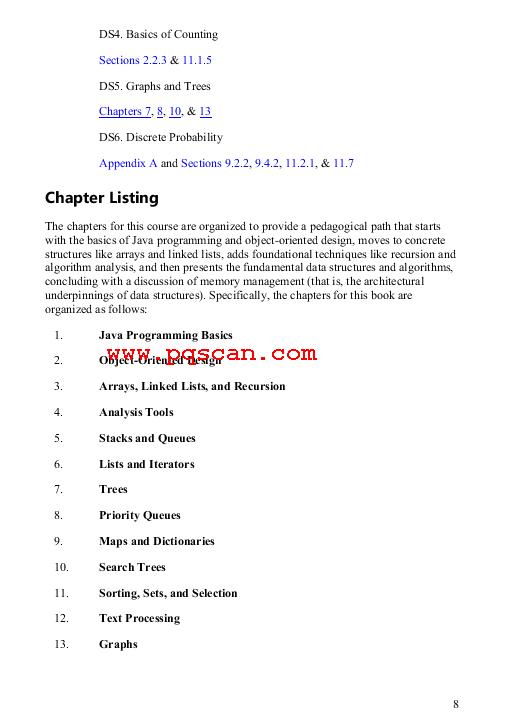 DS4. Basics of Counting
Sections 2.2.3 & 11.1.5
DS5. Graphs and Trees
Chapters 7, 8, 10, & 13
DS6. Discrete Probability
Appendix A and Sections 9.2.2, 9.4.2, 11.2.1, & 11.7
Chapter Listing
The chapters for this course are organized to provide a pedagogical path that starts
with the basics of Java programming and object-oriented design, moves to concrete
structures like arrays and linked lists, adds foundational techniques like recursion and
algorithm analysis, and then presents the fundamental data structures and algorithms,
concluding with a discussion of memory management (that is, the architectural
underpinnings of data structures). Specifically, the chapters for this book are
organized as follows:
1. Java Programming Basics
www.pqscan.com
2. Object-Oriented Design
3. Arrays, Linked Lists, and Recursion
4. Analysis Tools
5. Stacks and Queues
6. Lists and Iterators
7. Trees
8. Priority Queues
9. Maps and Dictionaries
10. Search Trees
11. Sorting, Sets, and Selection
12. Text Processing
13. Graphs
8